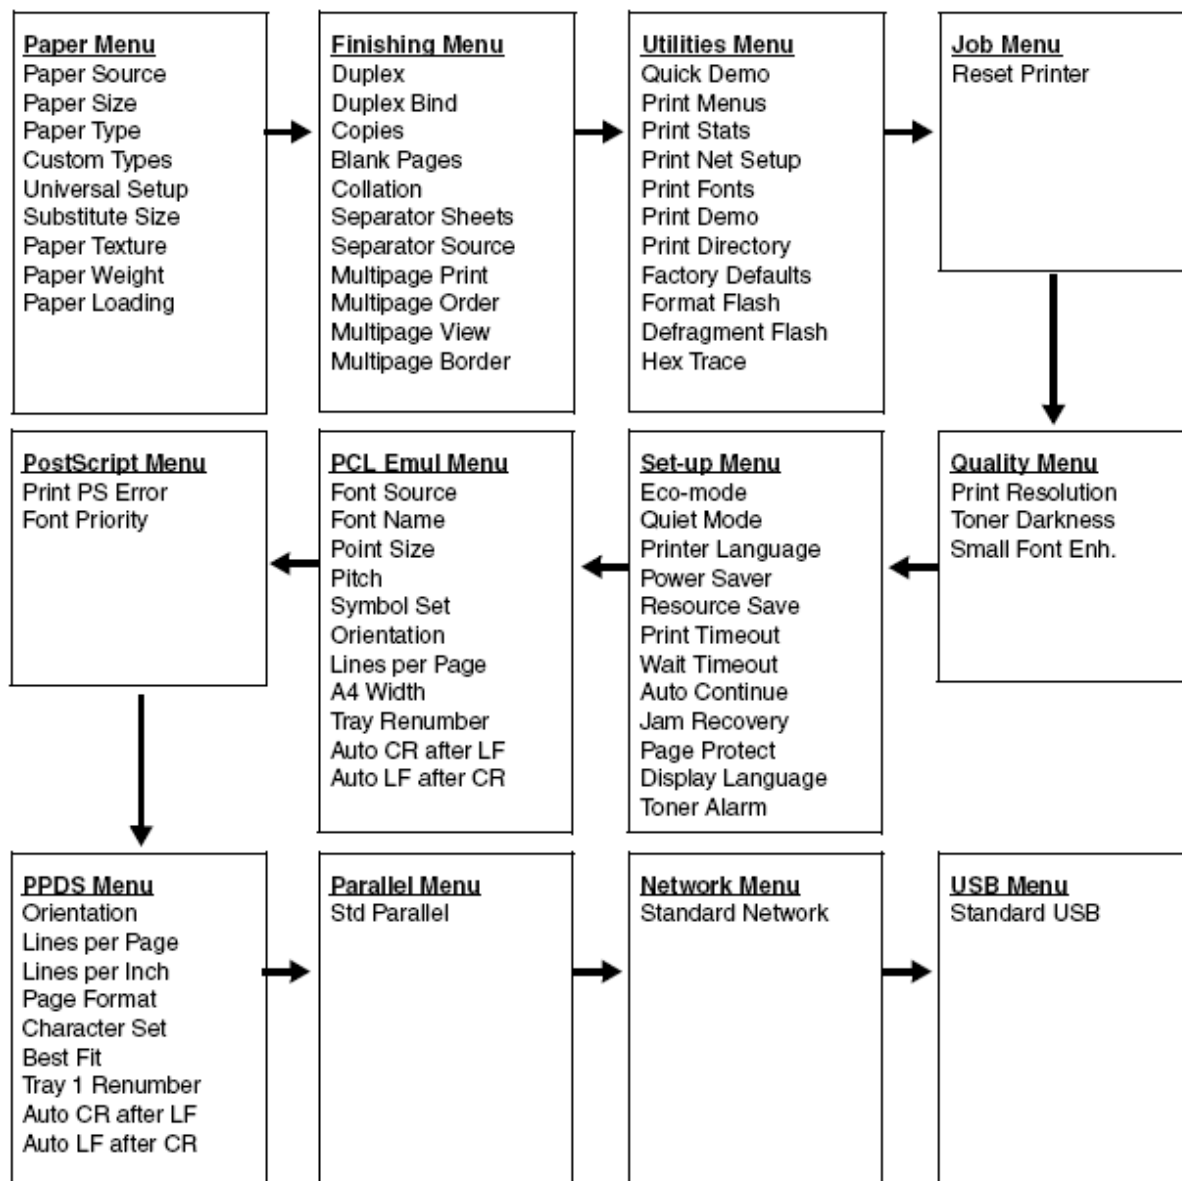 Paper Menu
Paper Source
Paper Size
Paper Type
Custom Types
Universal Setup
Substitute Size
Paper Texture
Paper Weight
Paper Loading
Finishing Menu
Duplex
Duplex Bind
Copies
Blank Pages
Collation
Separator Sheets
Separator Source
Multipage Print
Multipage Order
Multipage View
Multipage Border
Utilities Menu
Quick Demo
Print Menus
Print Stats
Print Net Setup
Print Fonts
Print Demo
Print Directory
Factory Defaults
Format Flash
Defragment Flash
Hex Trace
Job Menu
Reset Printer
Quality Menu
Print Resolution
Toner Darkness
Small Font Enh.
Set-up Menu
Eco-mode
Quiet Mode
Printer Language
Power Saver
Resource Save
Print Timeout
Wait Timeout
Auto Continue
Jam Recovery
Page Protect
Display Language
Toner Alarm
PCL Emul Menu
Font Source
Font Name
Point Size
Pitch
Symbol Set
Orientation
Lines per Page
A4 Width
Tray Renumber
Auto CR after LF
Auto LF after CR
PostScript Menu
Print PS Error
Font Priority
PPDS Menu
Orientation
Lines per Page
Lines per Inch
Page Format
Character Set
Best Fit
Tray 1 Renumber
Auto CR after LF
Auto LF after CR
Parallel Menu
Std Parallel
Network Menu
Standard Network
USB Menu
Standard USB